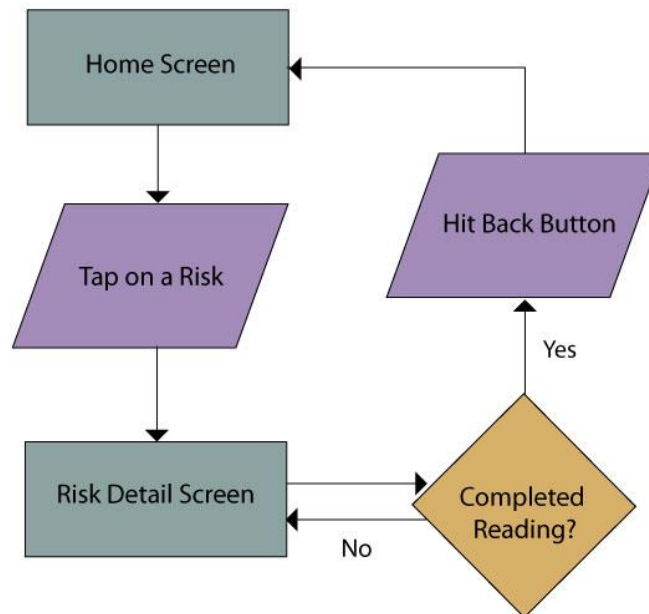 Home Screen
Tap on a Risk
Risk Detail Screen
Completed
Reading?
No
Yes
Hit Back Button